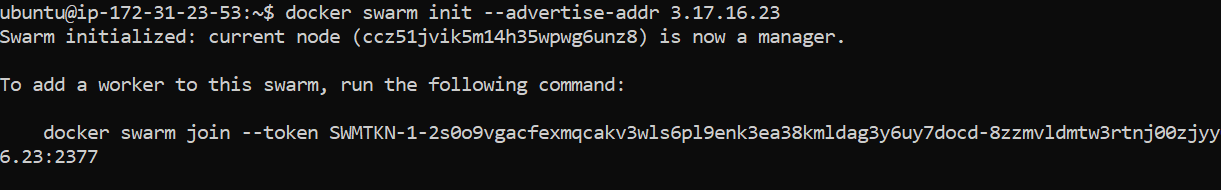 ubuntu@ip-172-31-23-53:~$ docker swarm init --advertise-addr 3.17.16.23
Swarm initialized: current node (ccz51jvik5m14h35wpwg6unz8) is now a manager.
To add a worker to this swarm, run the following command:
docker swarm join --token SWMTKN-1-2s0o9vgacfexmqcakv3wls6pl9enk3ea38kmldag3y6uy7docd-8zzmvldmtw3rtnj00zjyy
6.23:2377